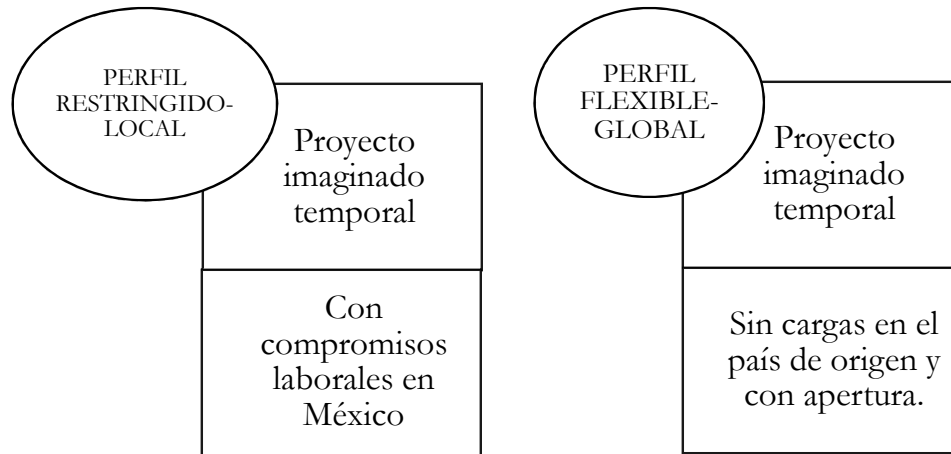 PERFIL
RESTRINGIDO-
LOCAL
Proyecto
imaginado
temporal
Con
compromisos
laborales en
México
PERFIL
FLEXIBLE-
GLOBAL
Proyecto
imaginado
temporal
Sin cargas en el
país de origen y
con apertura.